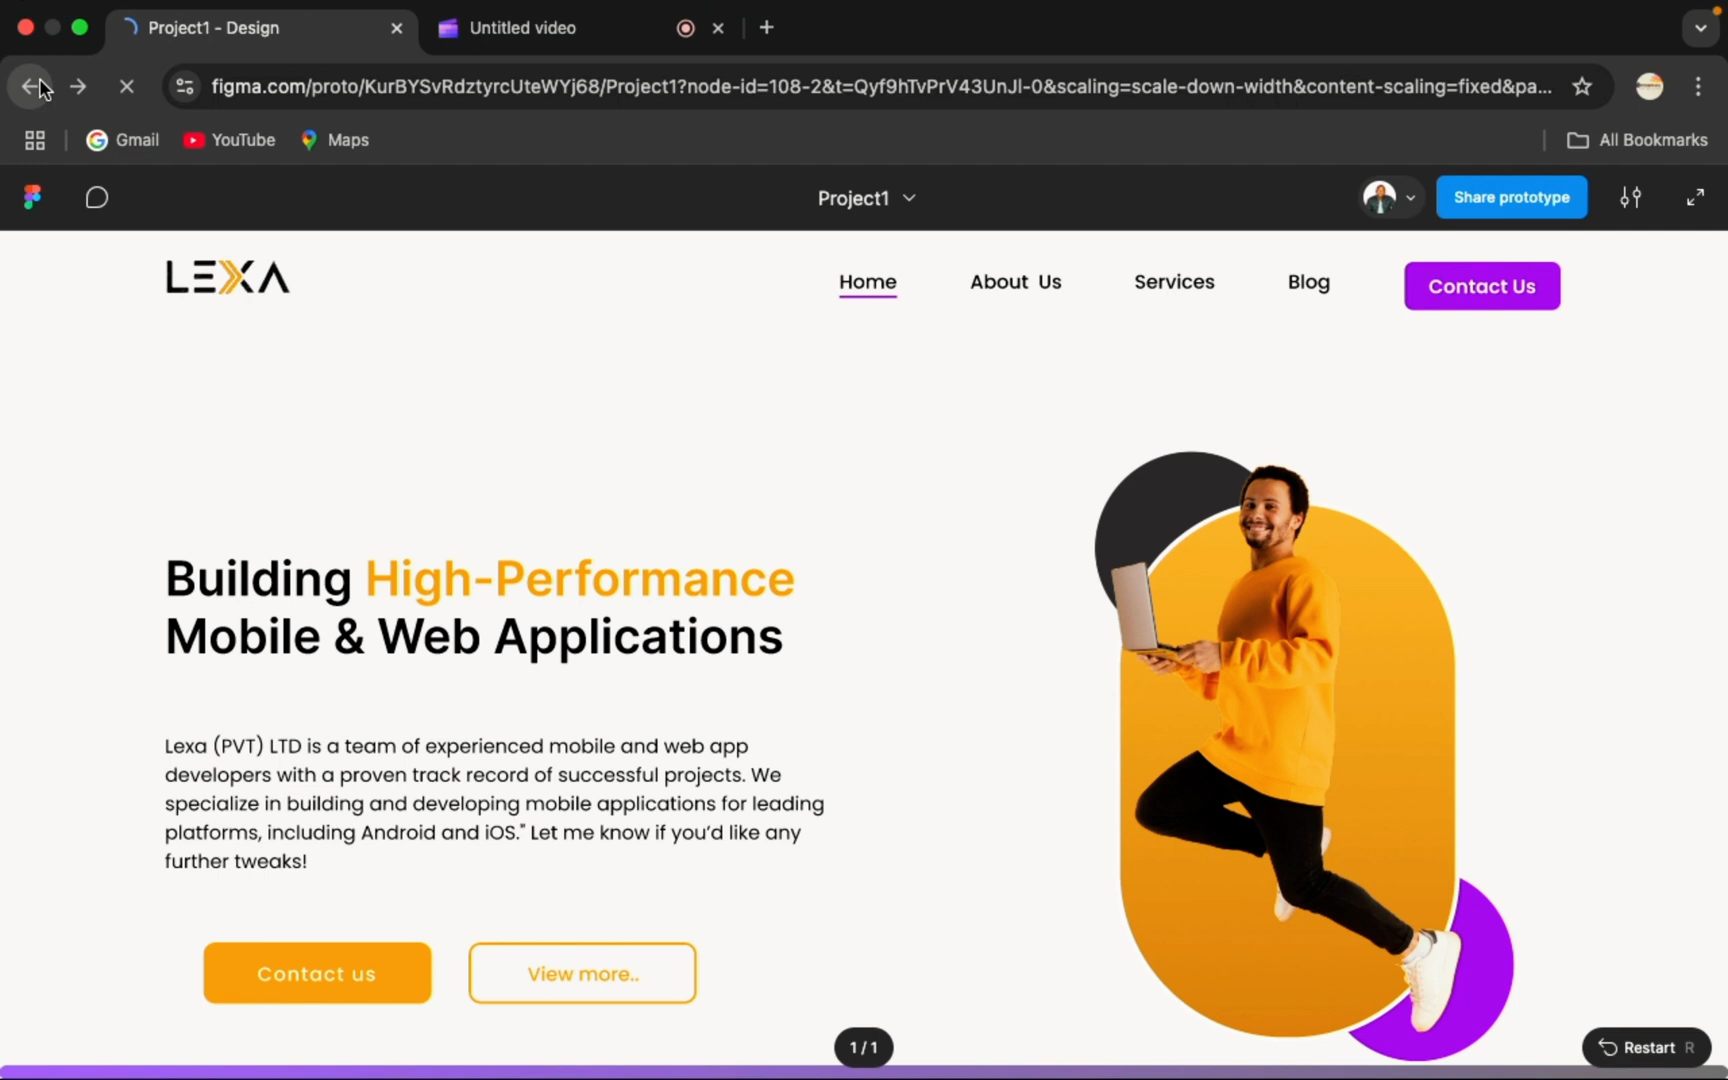 Project1 - Design
Untitled video
figma.com/proto/KurBYSvRdztyrcUteWYj68/Project1?node-id=108-2&t=Qyf9hTvPrV43UnJl-0&scaling=scale-down-width&content-scaling=fixed&pa...
Gmail
YouTube
Maps
All Bookmarks
Project1
Share prototype
LEXA
Home
About Us
Services
Blog
Contact Us
Building High-Performance
Mobile & Web Applications
Lexa (PVT) LTD is a team of experienced mobile and web app
developers with a proven track record of successful projects. We
specialize in building and developing mobile applications for leading
platforms, including Android and iOS." Let me know if you'd like any
further tweaks!
Contact us
View more..
1 / 1
Restart R